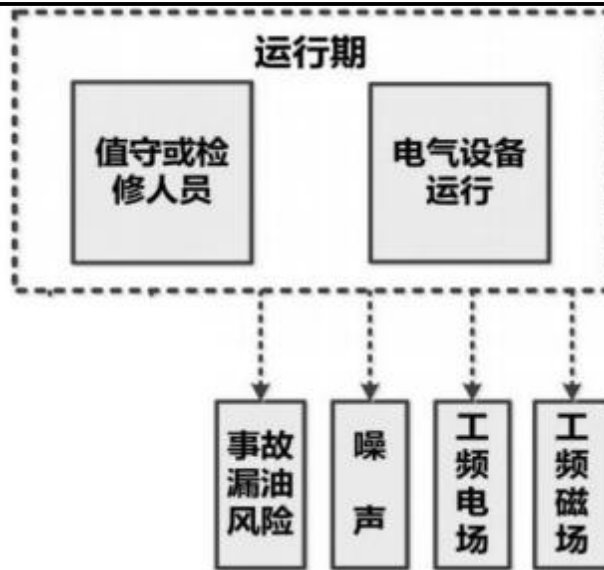 运行期
值守或检
修人员
电气设备
运行
事故
漏油
风险
噪
声
工
频
电
场
工
频
磁
场